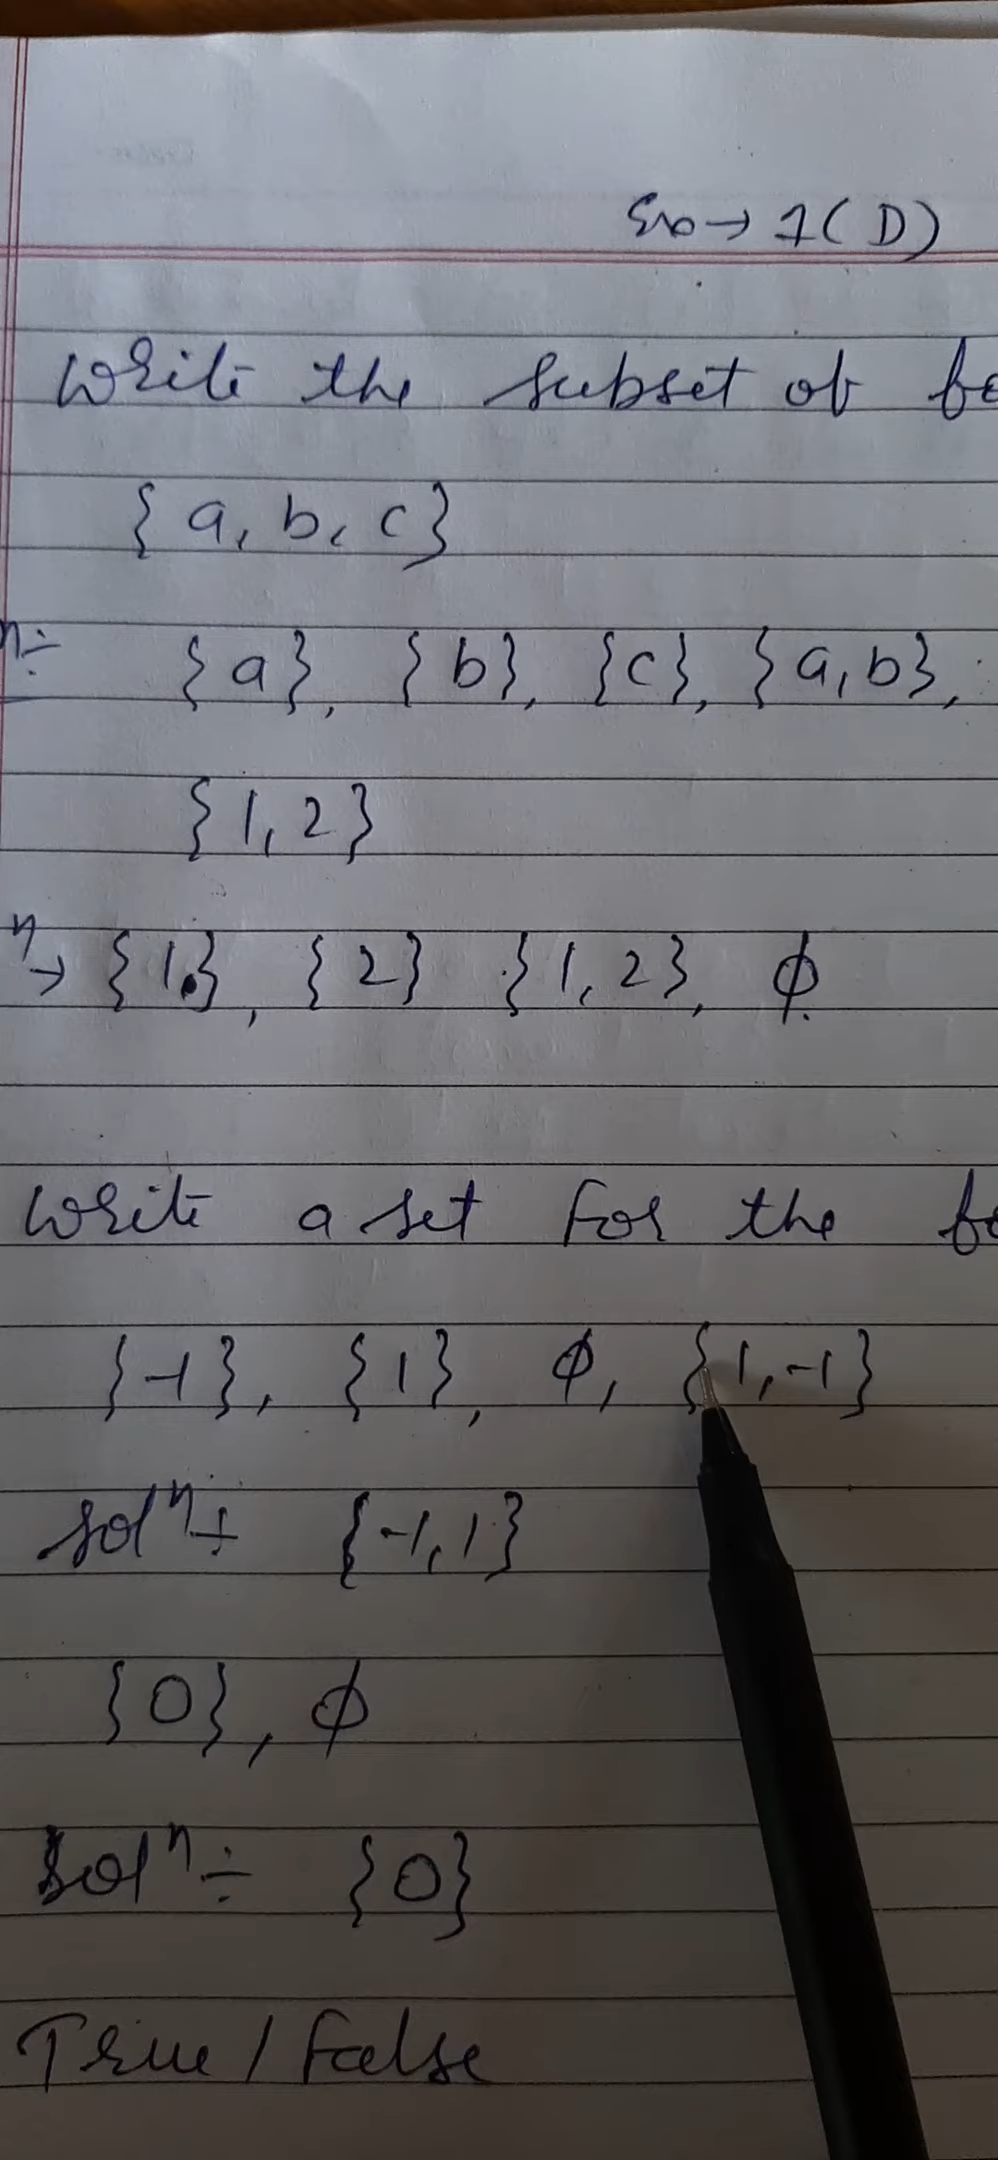 Ex → 1(D)
Write the subset of
{a, b, c}
n÷ {a}, {b}, {c}, {a, b},
{1, 2}
n→ {1}, {2} {1, 2}, ϕ
Write a set for the
{-1}, {1}, ϕ, {1, -1}
Solⁿ÷ {-1, 1}
{0}, ϕ
Solⁿ÷ {0}
True / False